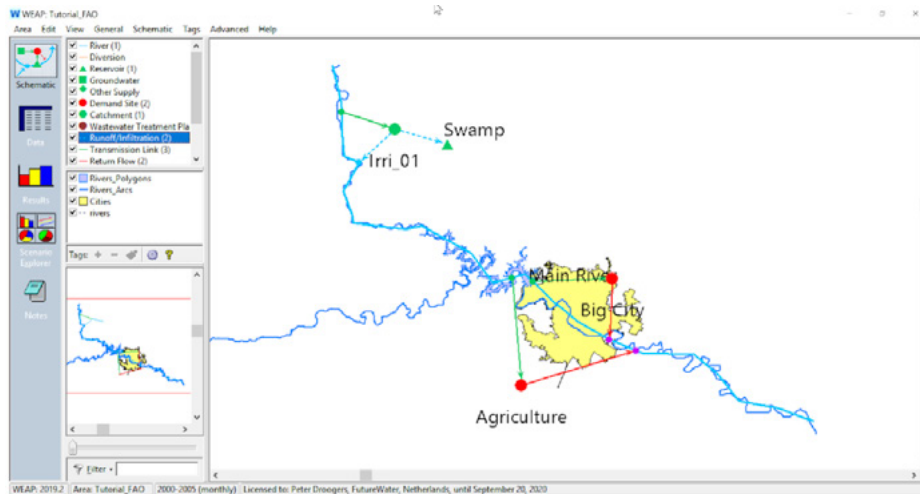 WEAP: Tutorial_FAO
Area Edit View General Schematic Tags Advanced Help
Schematic
Data
Results
Scenario
Explorer
Notes
River (1)
Diversion
Reservoir (1)
Groundwater
Other Supply
Demand Site (2)
Catchment (1)
Wastewater Treatment Pla
Runoff/Infiltration (2)
Transmission Link (3)
Return Flow (2)
Rivers_Polygons
Rivers_Arcs
Cities
rivers
Tags:
Filter
Swamp
Irri_01
Main River
Big City
Agriculture
WEAP: 2019.2 Area: Tutorial_FAO 2000-2005 (monthly) Licensed to: Peter Droogers, FutureWater, Netherlands, until September 20, 2020